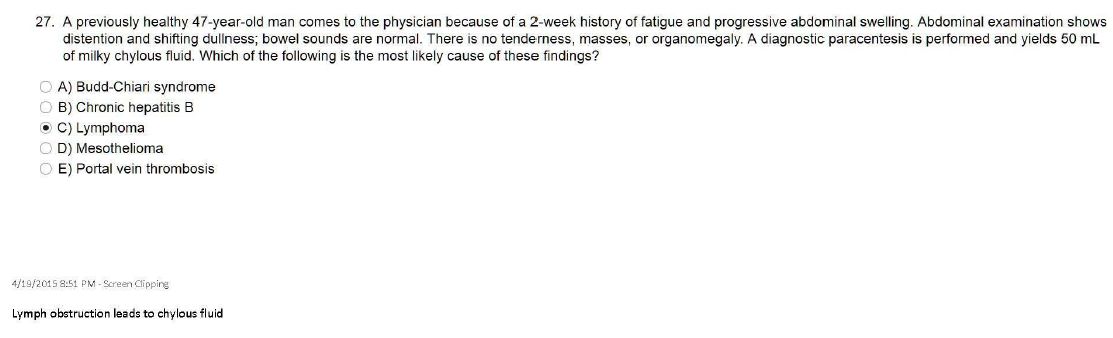 27. A previously healthy 47-year-old man comes to the physician because of a 2-week history of fatigue and progressive abdominal swelling. Abdominal examination shows
distention and shifting dullness; bowel sounds are normal. There is no tenderness, masses, or organomegaly. A diagnostic paracentesis is performed and yields 50 mL
of milky chylous fluid. Which of the following is the most likely cause of these findings?
A) Budd-Chiari syndrome
B) Chronic hepatitis B
C) Lymphoma
D) Mesothelioma
E) Portal vein thrombosis
4/19/2015 8:51 PM - Screen Clipping
Lymph obstruction leads to chylous fluid